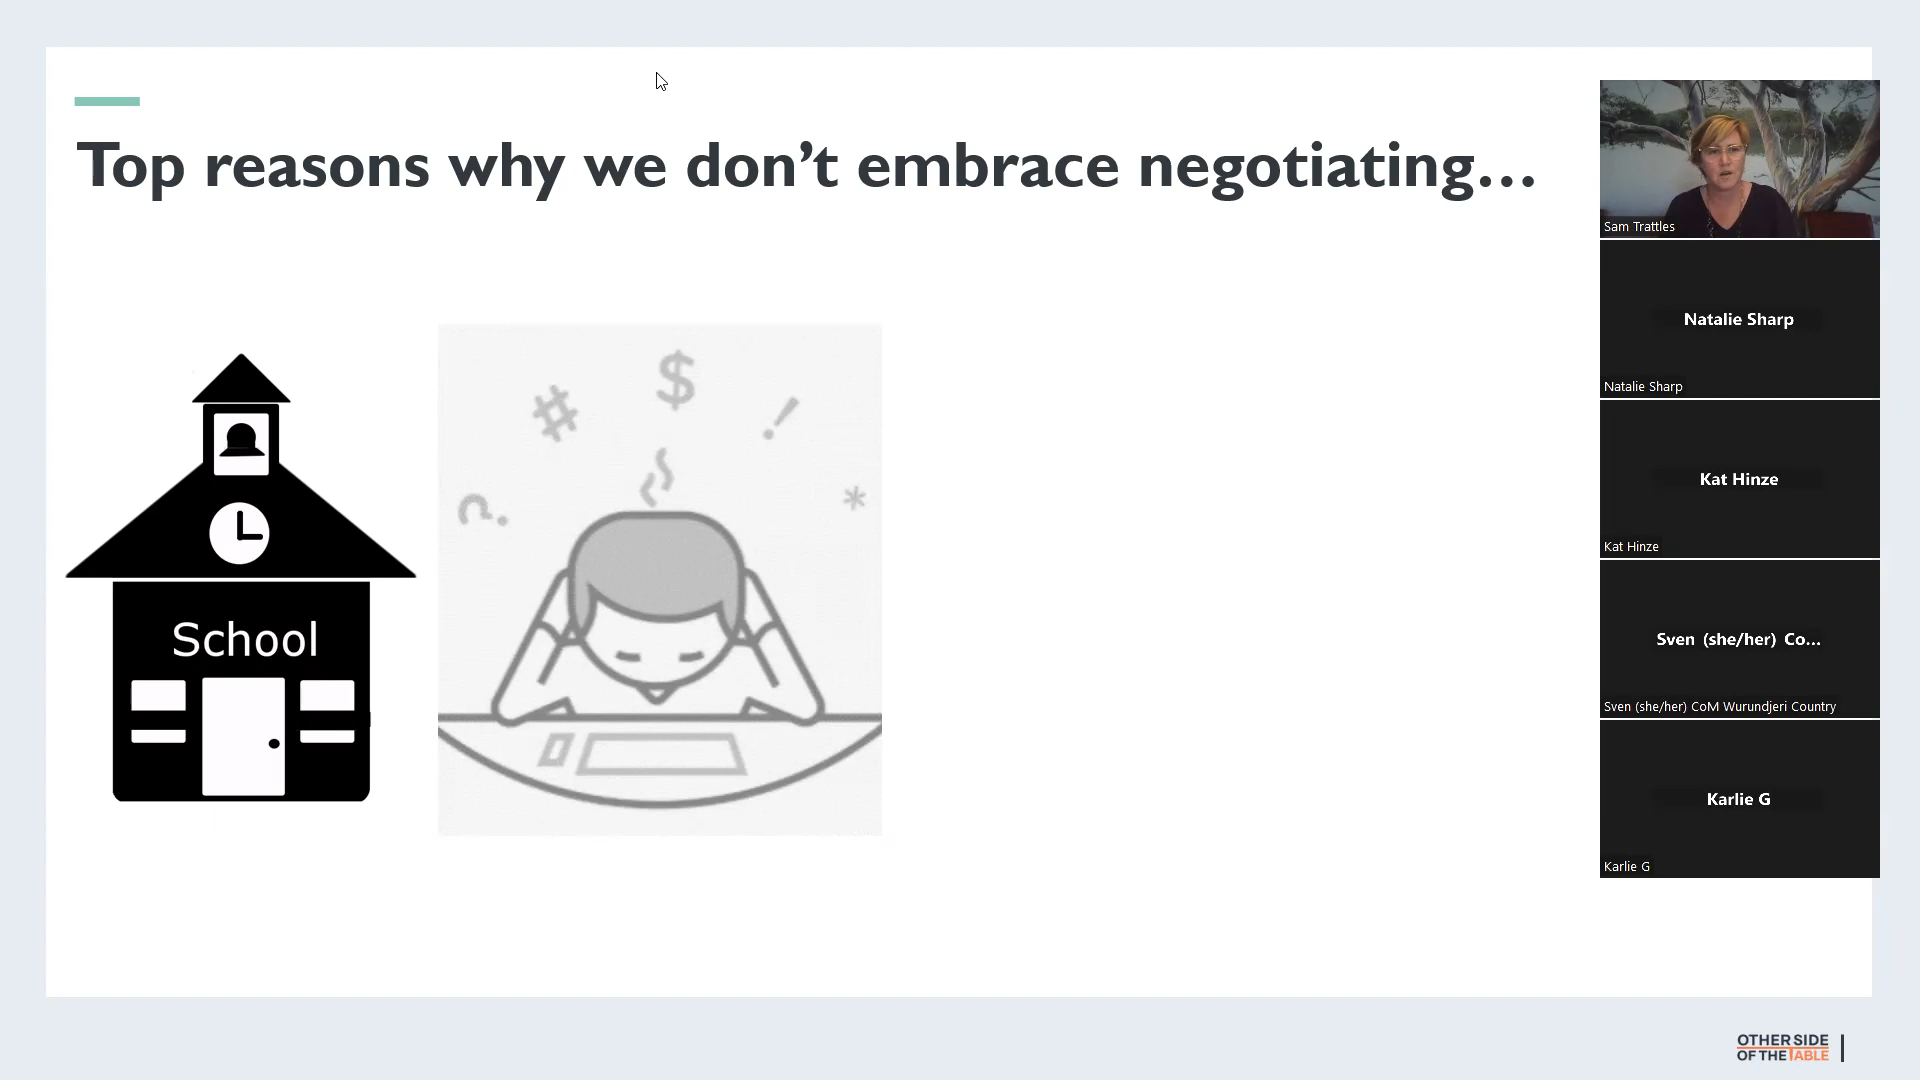 Top reasons why we don’t embrace negotiating…
# $ !
? *
School
Sam Trattles
Natalie Sharp
Natalie Sharp
Kat Hinze
Kat Hinze
Sven (she/her) Co...
Sven (she/her) CoM Wurundjeri Country
Karlie G
Karlie G
OTHER SIDE
OF THE TABLE